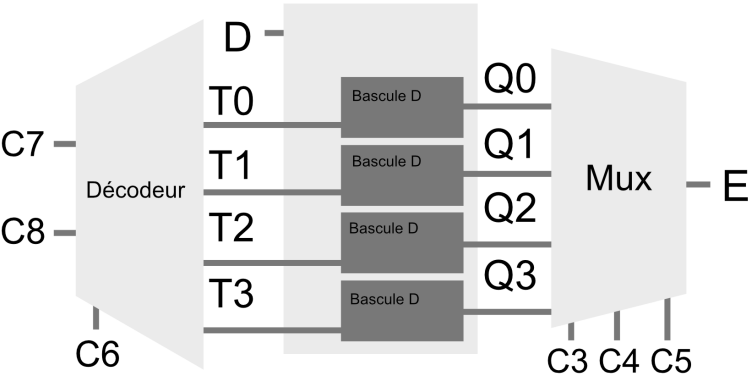 D
Q0
T0
Bascule D
C7
Q1
T1
Bascule D
Mux
Décodeur
E
C8
Q2
T2
Bascule D
Q3
T3
Bascule D
C6
C3
C4
C5